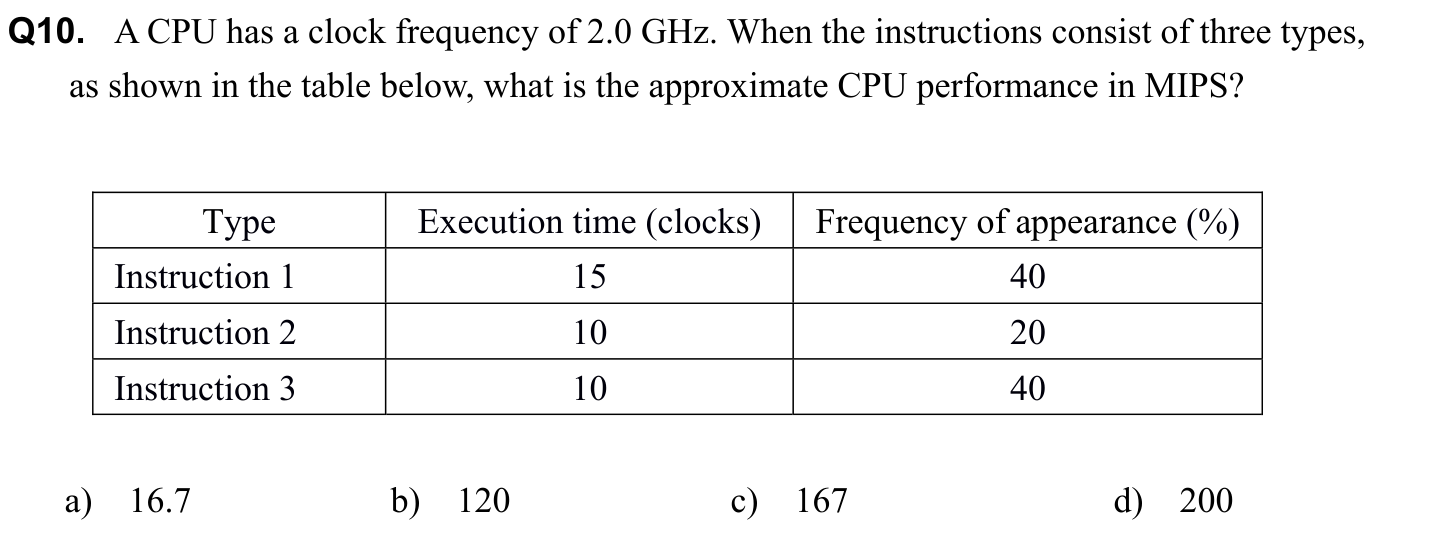 Q10. A CPU has a clock frequency of 2.0 GHz. When the instructions consist of three types,
as shown in the table below, what is the approximate CPU performance in MIPS?
Type Execution time (clocks) Frequency of appearance (%)
Instruction 1 15 40
Instruction 2 10 20
Instruction 3 10 40
a) 16.7 b) 120 c) 167 d) 200